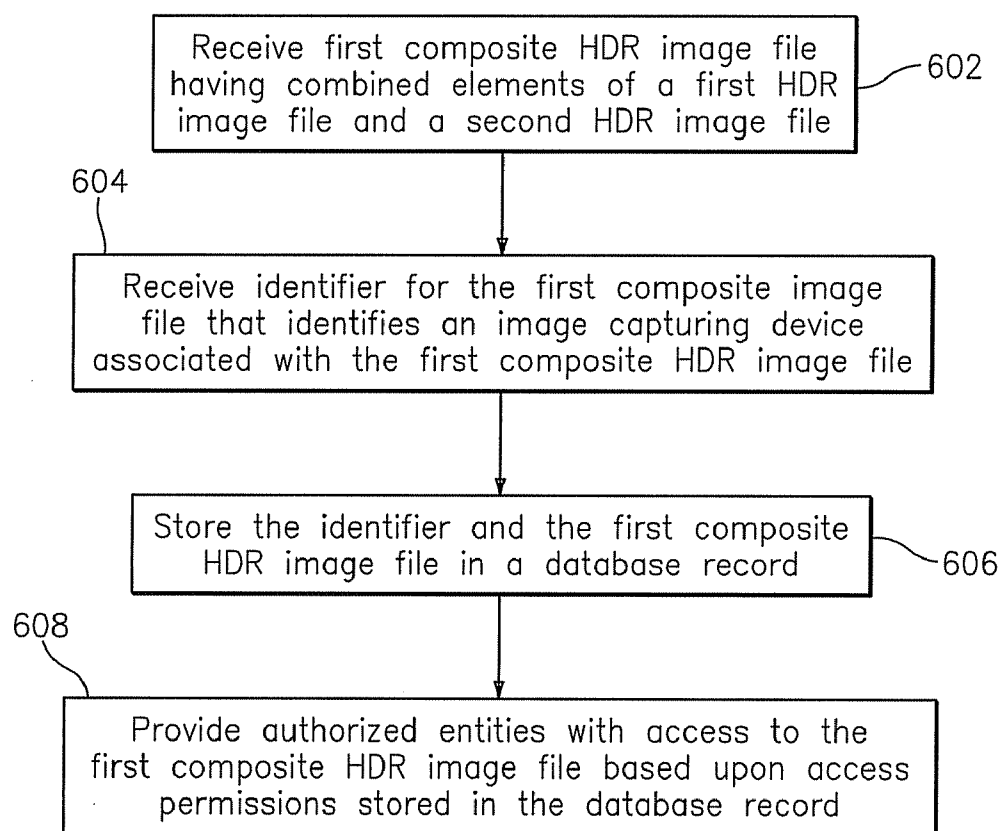 Receive first composite HDR image file
having combined elements of a first HDR
image file and a second HDR image file
602
604
Receive identifier for the first composite image
file that identifies an image capturing device
associated with the first composite HDR image file
Store the identifier and the first composite
HDR image file in a database record
606
608
Provide authorized entities with access to the
first composite HDR image file based upon access
permissions stored in the database record